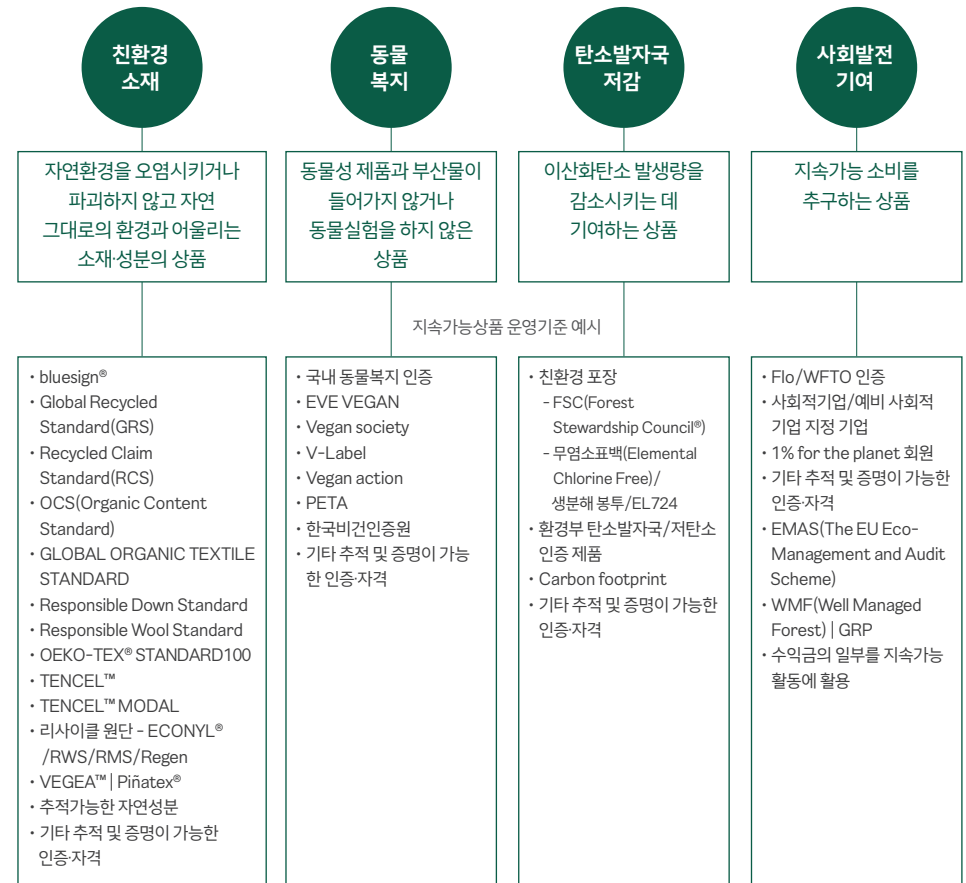 친환경
소재
동물
복지
탄소발자국
저감
사회발전
기여
자연환경을 오염시키거나
파괴하지 않고 자연
그대로의 환경과 어울리는
소재·성분의 상품
동물성 제품과 부산물이
들어가지 않거나
동물실험을 하지 않은
상품
이산화탄소 발생량을
감소시키는 데
기여하는 상품
지속가능 소비를
추구하는 상품
지속가능상품 운영기준 예시
· bluesign®
· Global Recycled
Standard(GRS)
· Recycled Claim
Standard(RCS)
· OCS(Organic Content
Standard)
· GLOBAL ORGANIC TEXTILE
STANDARD
· Responsible Down Standard
· Responsible Wool Standard
· OEKO-TEX® STANDARD100
· TENCEL™
· TENCEL™ MODAL
· 리사이클 원단 - ECONYL®
/RWS/RMS/Regen
· VEGEA™ | Piñatex®
· 추적가능한 자연성분
· 기타 추적 및 증명이 가능한
인증·자격
· 국내 동물복지 인증
· EVE VEGAN
· Vegan society
· V-Label
· Vegan action
· PETA
· 한국비건인증원
· 기타 추적 및 증명이 가능
한 인증·자격
· 친환경 포장
- FSC(Forest
Stewardship Council®)
- 무염소표백(Elemental
Chlorine Free)/
생분해 봉투/EL724
· 환경부 탄소발자국/저탄소
인증 제품
· Carbon footprint
· 기타 추적 및 증명이 가능한
인증·자격
· Flo/WFTO 인증
· 사회적기업/예비 사회적
기업 지정 기업
· 1% for the planet 회원
· 기타 추적 및 증명이 가능한
인증·자격
· EMAS(The EU Eco-
Management and Audit
Scheme)
· WMF(Well Managed
Forest) | GRP
· 수익금의 일부를 지속가능
활동에 활용